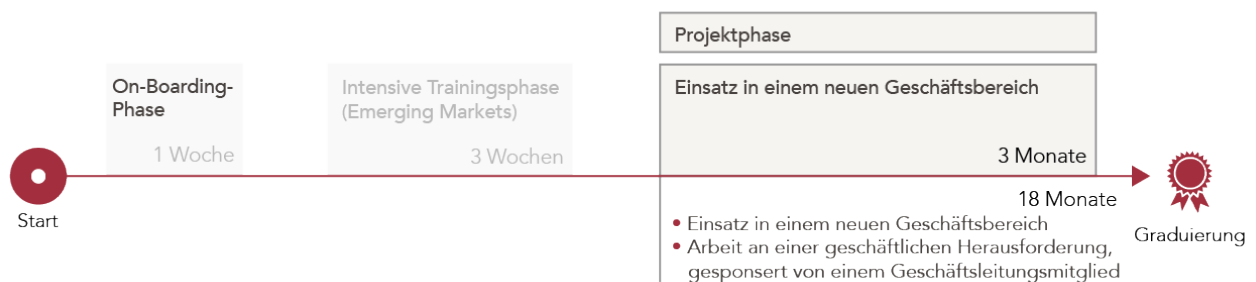 Projektphase
On-Boarding-
Phase
1 Woche
Intensive Trainingsphase
(Emerging Markets)
3 Wochen
Einsatz in einem neuen Geschäftsbereich
3 Monate
18 Monate
Start
• Einsatz in einem neuen Geschäftsbereich
• Arbeit an einer geschäftlichen Herausforderung,
gesponsert von einem Geschäftsleitungsmitglied
Graduierung